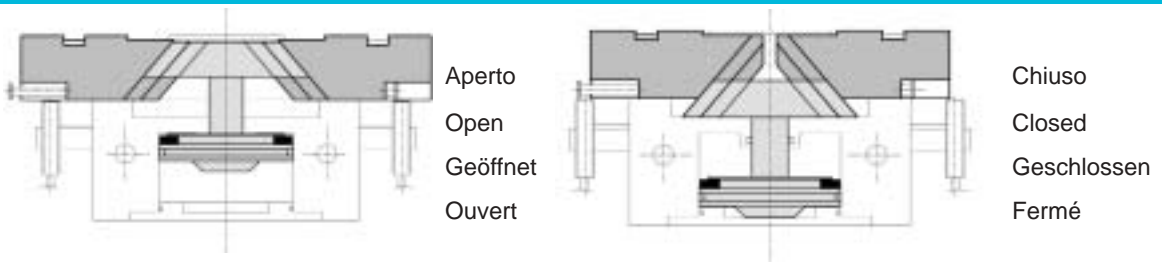 Aperto
Open
Geöffnet
Ouvert
Chiuso
Closed
Geschlossen
Fermé